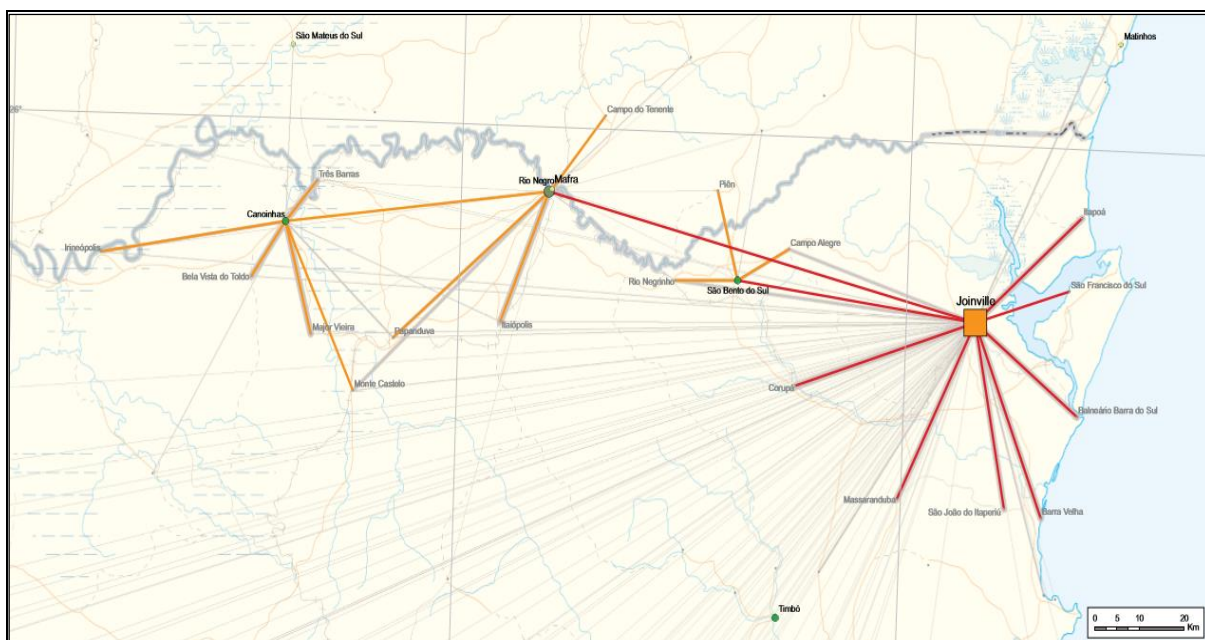 São Mateus do Sul
Matinhos
26°
Campo do Tenente
Três Barras
Rio Negro
Mafra
Piên
Canoinhas
Itapoá
Irineópolis
Campo Alegre
Bela Vista do Toldo
Rio Negrinho
São Bento do Sul
São Francisco do Sul
Joinville
Major Vieira
Papanduva
Itaiópolis
Monte Castelo
Corupá
Balneário Barra do Sul
Massaranduba
São João do Itaperiú
Barra Velha
Timbó
0 5 10 20
Km